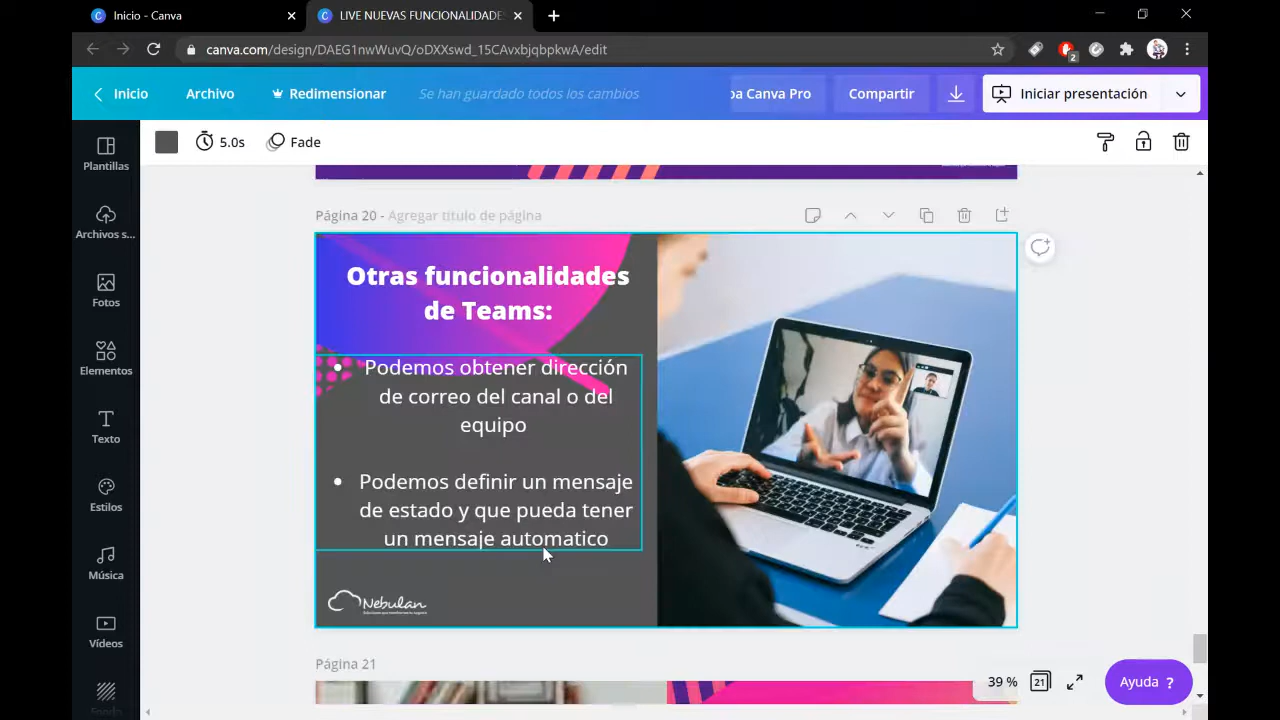 Inicio - Canva
LIVE NUEVAS FUNCIONALIDADES
canva.com/design/DAEG1nwWuvQ/oDXXswd_15CAvxbjqbpkwA/edit
2
Inicio
Archivo
Redimensionar
Se han guardado todos los cambios
ba Canva Pro
Compartir
Iniciar presentación
5.0s
Fade
Plantillas
Archivos s...
Fotos
Elementos
Texto
Estilos
Música
Vídeos
Página 20 - Agregar título de página
Otras funcionalidades
de Teams:
• Podemos obtener dirección
de correo del canal o del
equipo
• Podemos definir un mensaje
de estado y que pueda tener
un mensaje automatico
Nebulan
Página 21
39 %
21
Ayuda ?